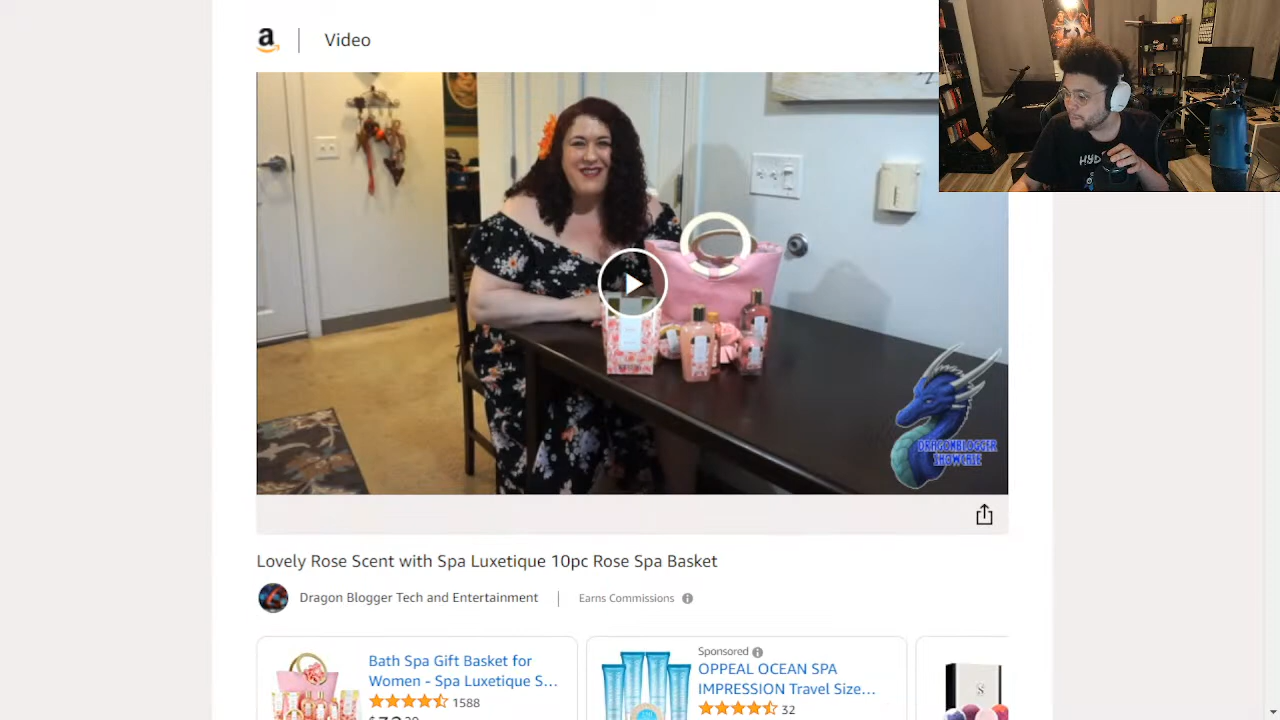 a
Video
HYD
DRAGONBLOGGER
SHOWCASE
Lovely Rose Scent with Spa Luxetique 10pc Rose Spa Basket
Dragon Blogger Tech and Entertainment
Earns Commissions
Bath Spa Gift Basket for
Women - Spa Luxetique S...
1588
Sponsored
OPPEAL OCEAN SPA
IMPRESSION Travel Size...
32
S